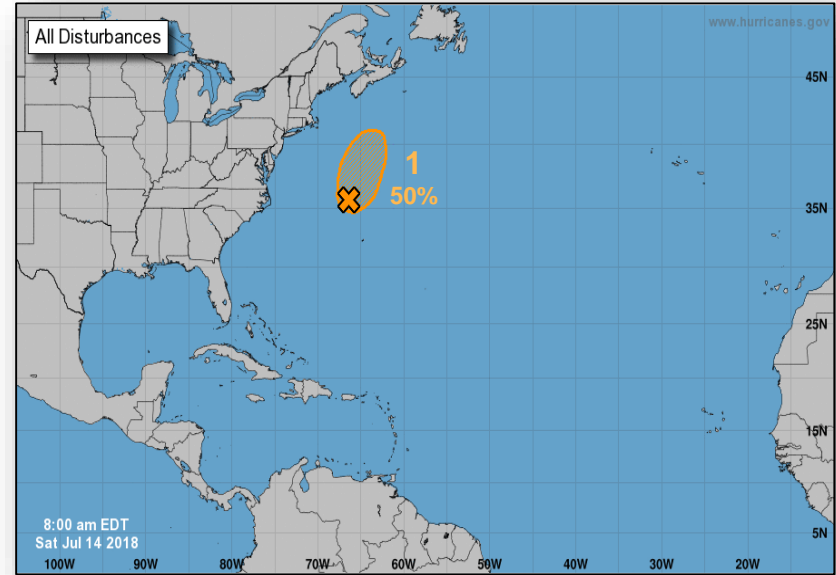 All Disturbances
www.hurricanes.gov
45N
1
50%
35N
25N
15N
5N
8:00 am EDT
Sat Jul 14 2018
100W 90W 80W 70W 60W 50W 40W 30W 20W